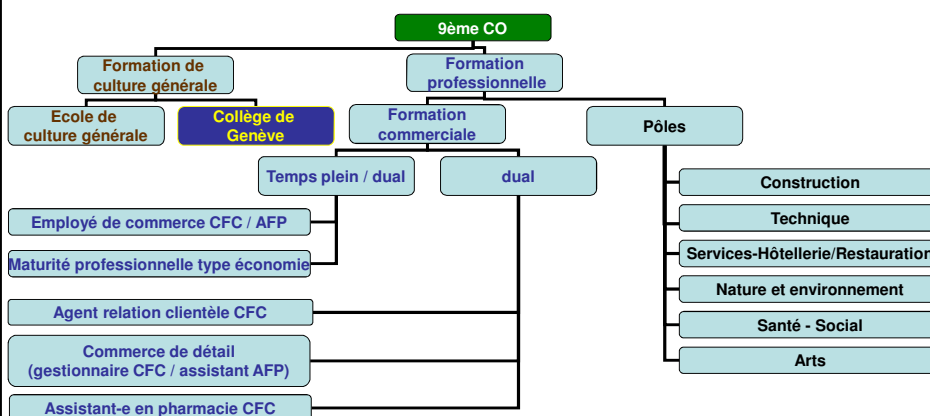 9ème CO
Formation de
culture générale
Formation
professionnelle
Ecole de
culture générale
Collège de
Genève
Formation
commerciale
Pôles
Temps plein / dual
dual
Construction
Technique
Services-Hôtellerie/Restauration
Nature et environnement
Santé - Social
Arts
Employé de commerce CFC / AFP
Maturité professionnelle type économie
Agent relation clientèle CFC
Commerce de détail
(gestionnaire CFC / assistant AFP)
Assistant-e en pharmacie CFC